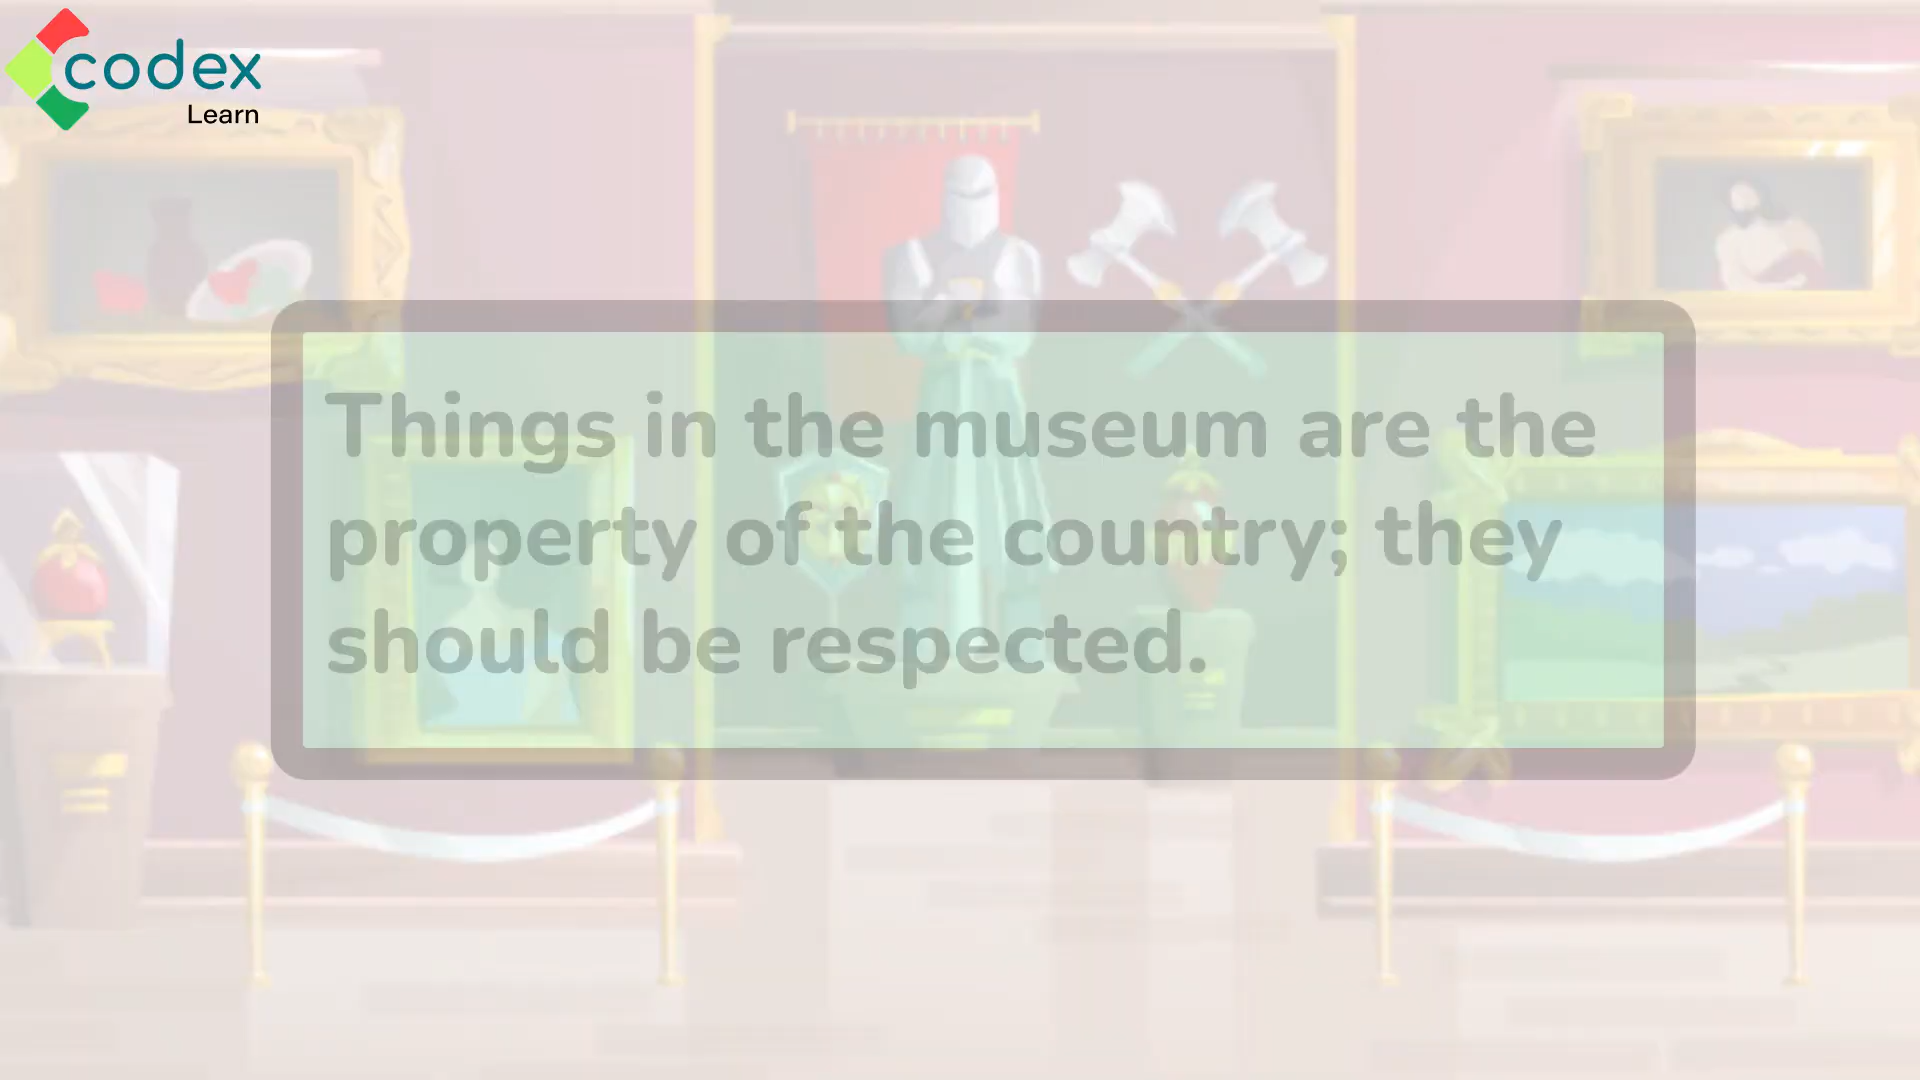 codex
Learn
Things in the museum are the
property of the country; they
should be respected.